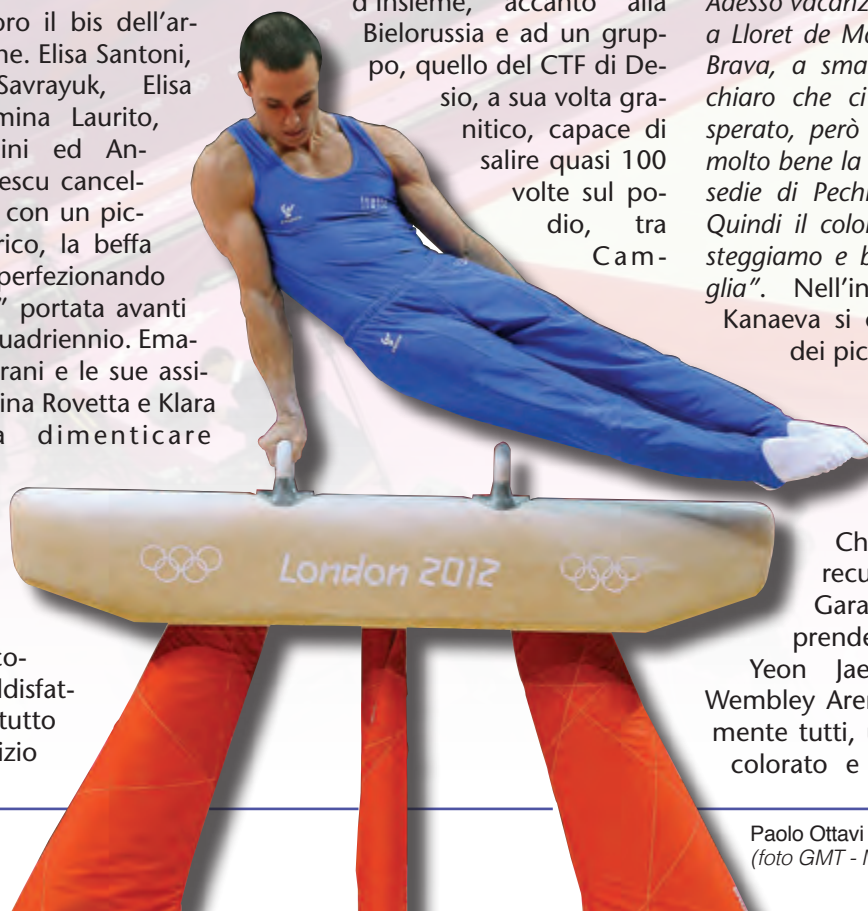 oro il bis dell'ar-
ne. Elisa Santoni,
Savrayuk, Elisa
mina Laurito,
ini ed An-
escu cancel-
con un pic-
rico, la beffa
perfezionando
” portata avanti
uadriennio. Ema-
rani e le sue assi-
ina Rovetta e Klara
a dimenticare
co-
ddisfat-
tutto
izio
d'insieme, accanto alla
Bielorussia e ad un grup-
po, quello del CTF di De-
sio, a sua volta gra-
nitico, capace di
salire quasi 100
volte sul po-
dio, tra
Cam-
Adesso vacanz
a Lloret de Ma
Brava, a sma
chiaro che ci
sperato, però
molto bene la
sedie di Pech
Quindi il color
steggiamo e b
glia”. Nell'in
Kanaeva si
dei pic
Ch
recu
Gara
prende
Yeon Jae
Wembley Aren
mente tutti,
colorato e
London 2012
Paolo Ottavi
(foto GMT -